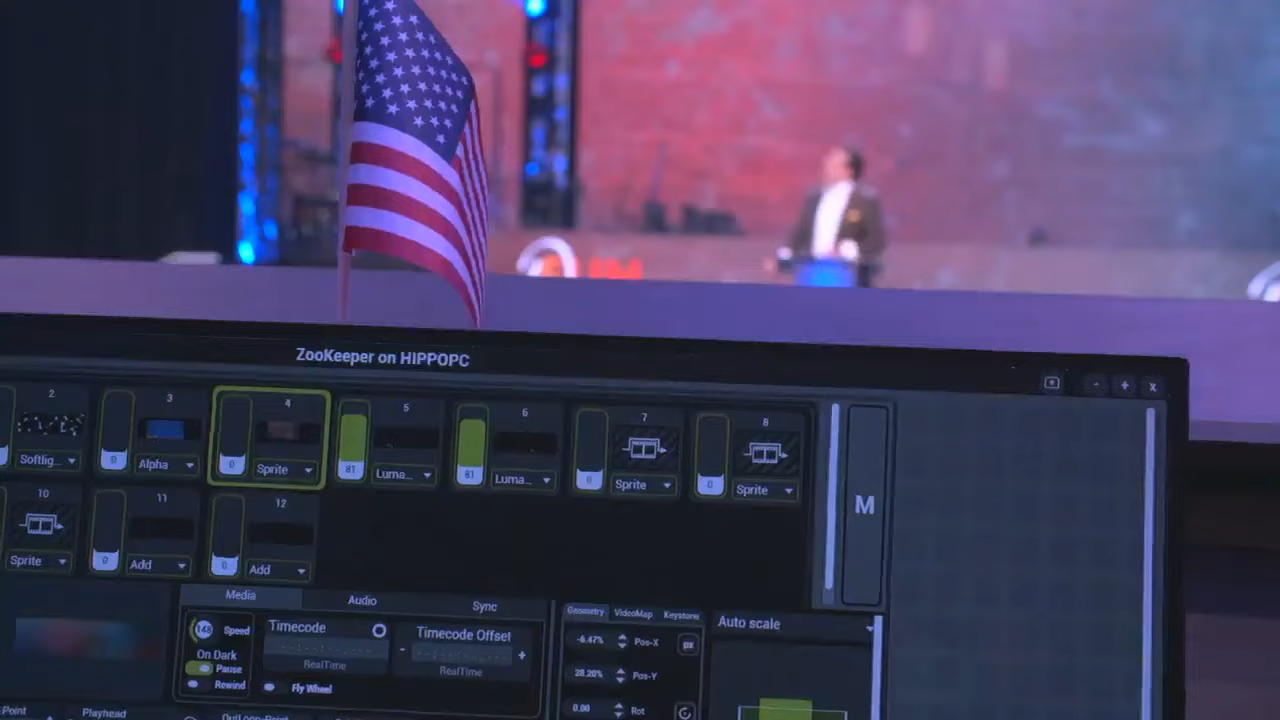 ZooKeeper on HIPPOPC
- + x
2 3 4 5 6 7 8
0 0 81 81 0 0
Softlig... Alpha Sprite Luma... Luma... Sprite Sprite
M
10 11 12
0 0
Sprite Add Add
Media Audio Sync
Geometry VideoMap Keystone
Auto scale
148 Speed
Timecode
Timecode Offset
-6.47% Pos-X px
On Dark
--:--:--:-- - --:--:--:-- +
RealTime RealTime
Pause
28.20% Pos-Y
Rewind
Fly Wheel
0.00 Rot
Point Playhead